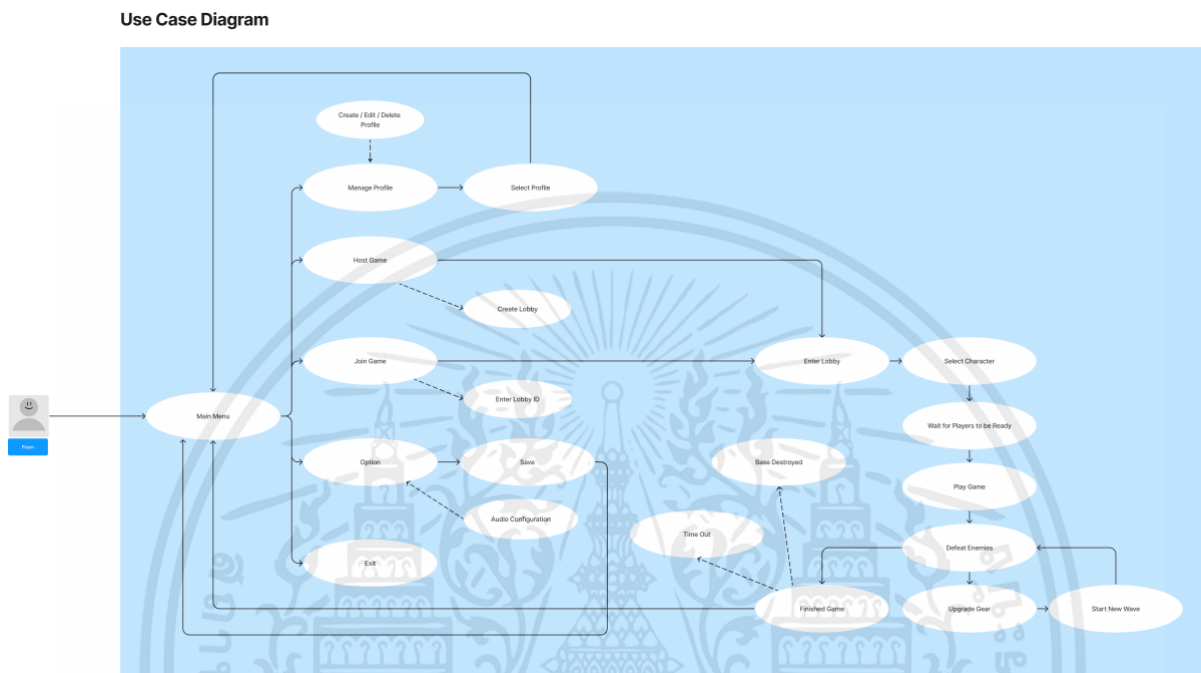 Use Case Diagram
Create / Edit / Delete
Profile
Manage Profile
Select Profile
Host Game
Create Lobby
Join Game
Enter Lobby
Select Character
Enter Lobby ID
Main Menu
Wait for Players to be Ready
Player
Option
Save
Base Destroyed
Play Game
Audio Configuration
Time Out
Defeat Enemies
Exit
Finished Game
Upgrade Gear
Start New Wave